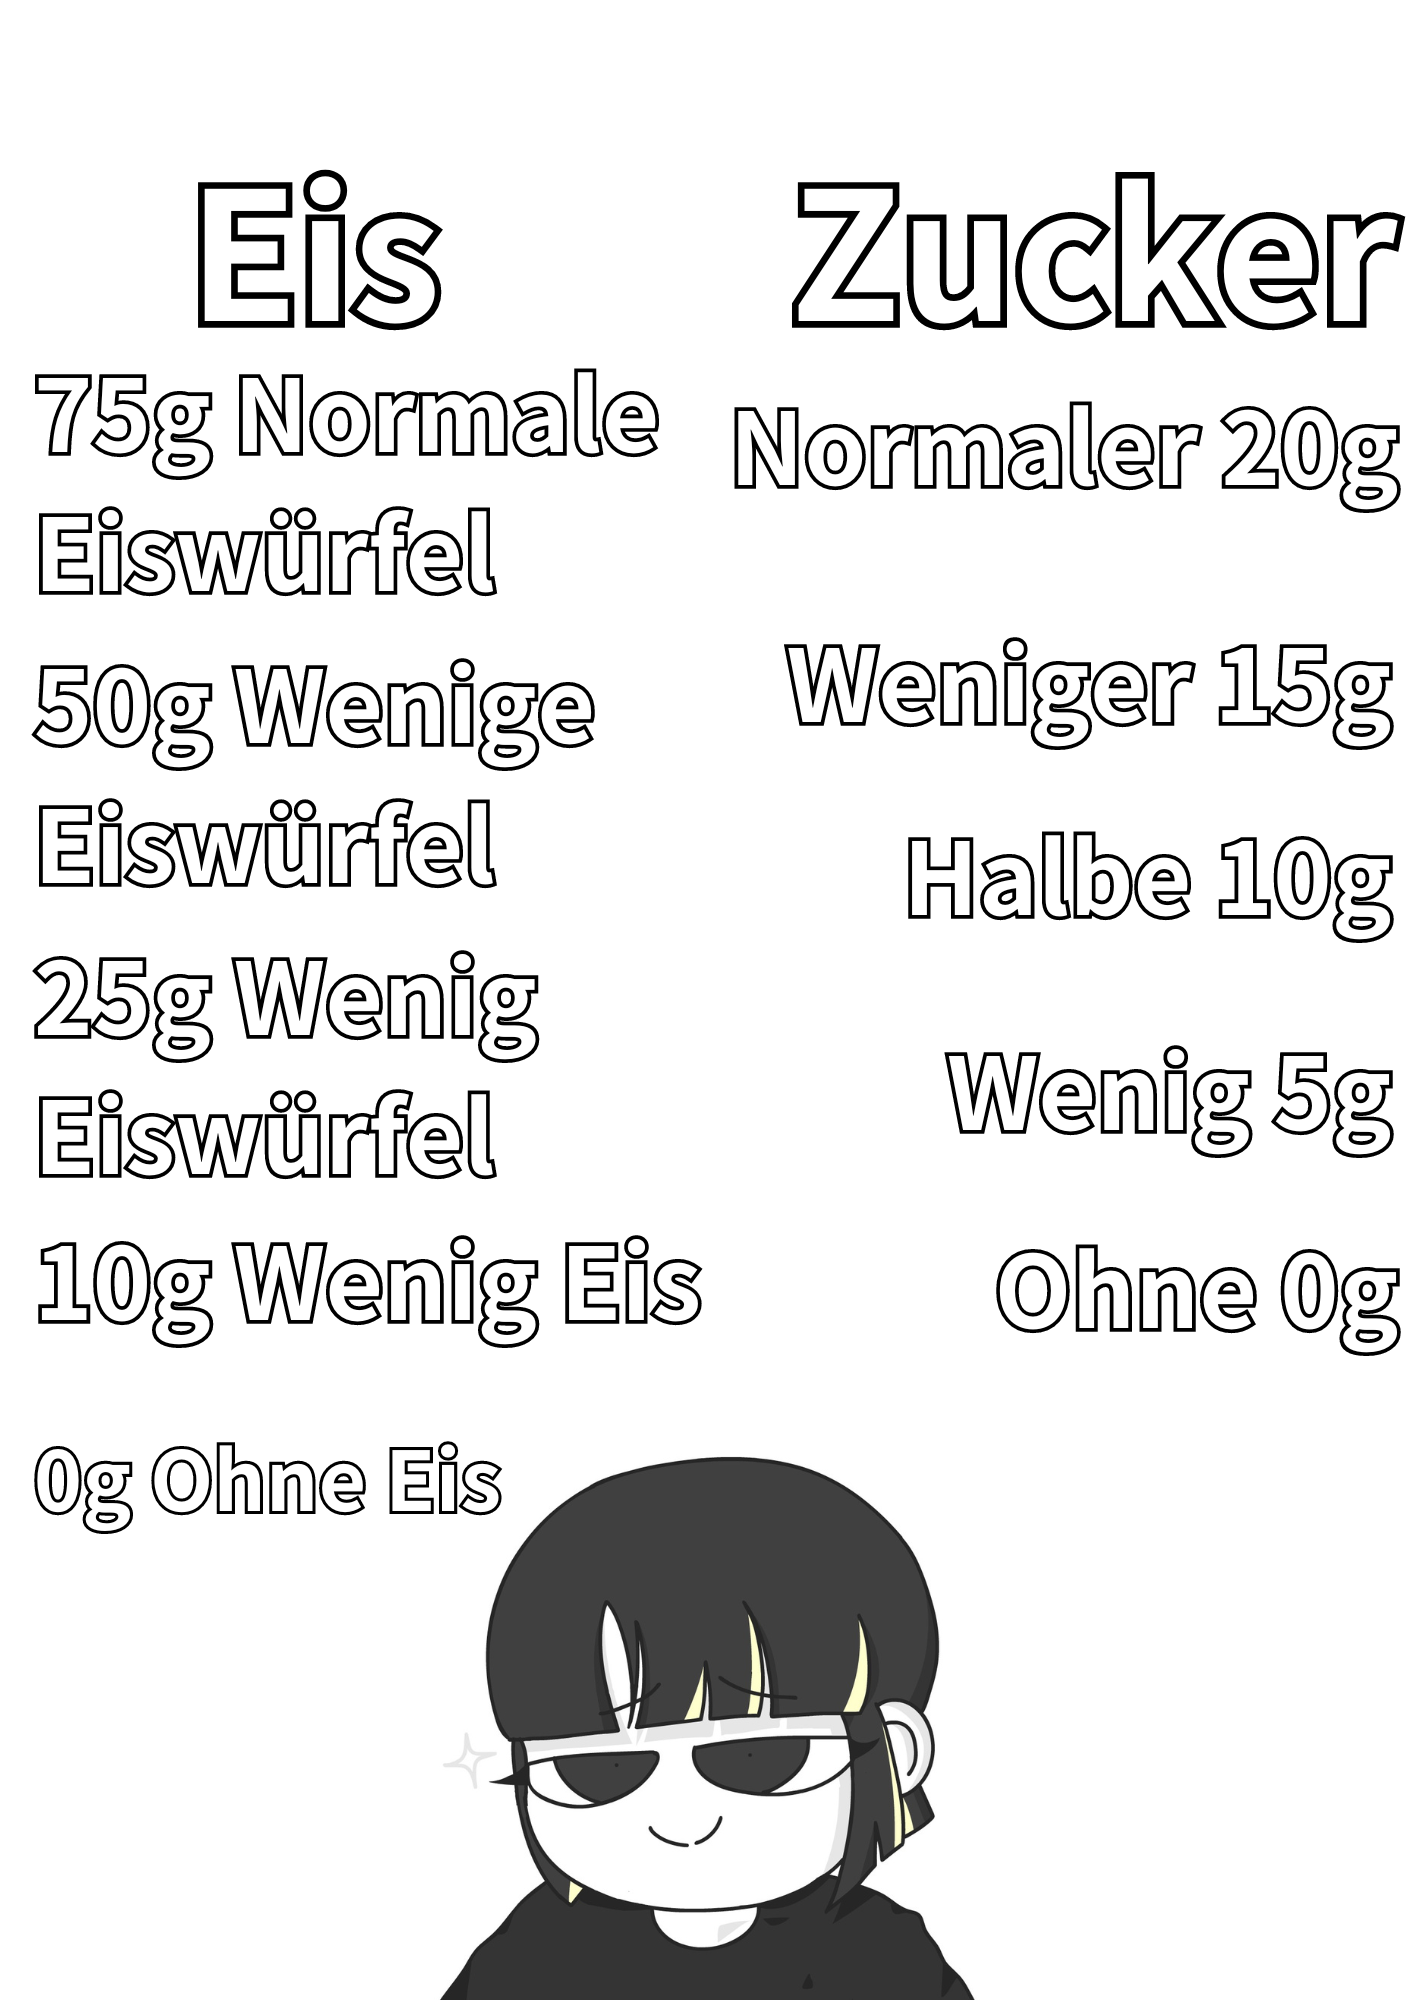 Eis
75g Normale
Eiswürfel
50g Wenige
Eiswürfel
25g Wenig
Eiswürfel
10g Wenig Eis
0g Ohne Eis
Zucker
Normaler 20g
Weniger 15g
Halbe 10g
Wenig 5g
Ohne 0g